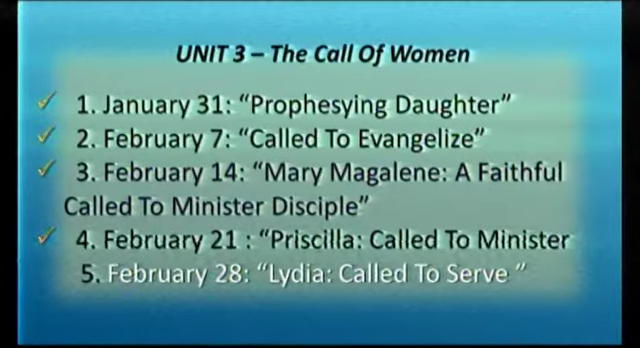 UNIT 3 – The Call Of Women
1. January 31: “Prophesying Daughter”
2. February 7: “Called To Evangelize”
3. February 14: “Mary Magalene: A Faithful
Called To Minister Disciple”
4. February 21 : “Priscilla: Called To Minister
5. February 28: “Lydia: Called To Serve ”